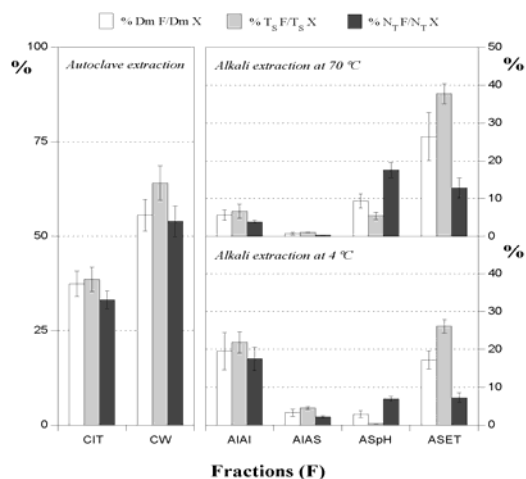 % Dm F/Dm X % T_S F/T_S X % N_T F/N_T X
% Autoclave extraction Alkali extraction at 70 ºC %
100 50
40
75
30
20
10
50 0
Alkali extraction at 4 ºC %
40
30
25
20
10
0 0
CIT CW AIAI AIAS ASpH ASET
Fractions (F)